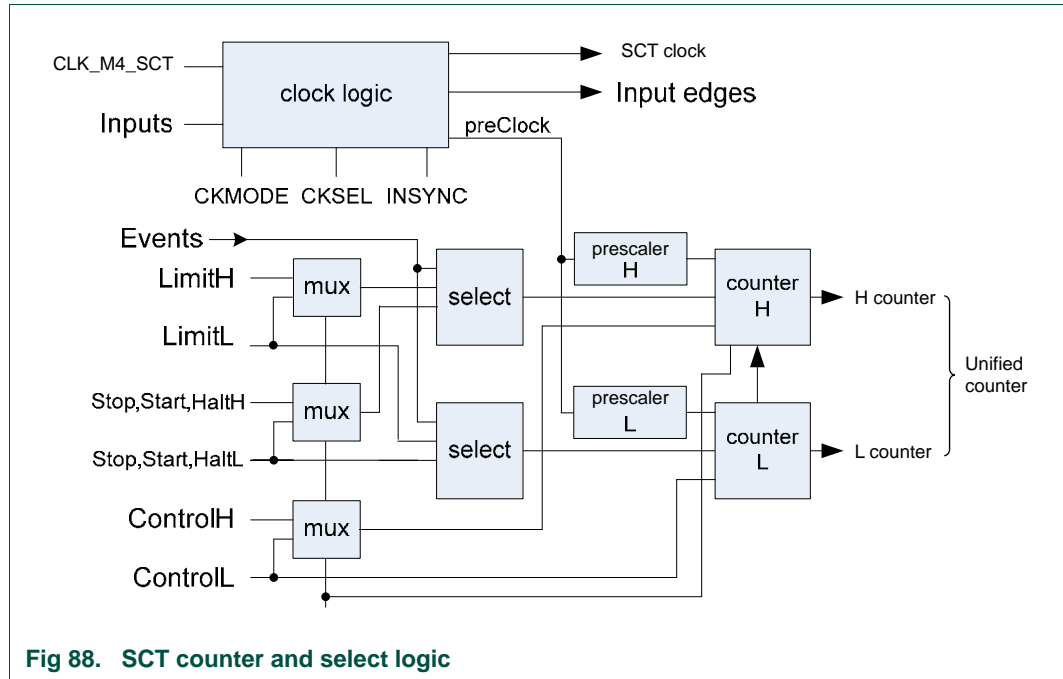 CLK_M4_SCT
Inputs
clock logic
SCT clock
Input edges
preClock
CKMODE CKSEL INSYNC
Events
LimitH
LimitL
Stop,Start,HaltH
Stop,Start,HaltL
ControlH
ControlL
mux
mux
mux
select
select
prescaler
H
prescaler
L
counter
H
counter
L
H counter
L counter
Unified
counter
Fig 88. SCT counter and select logic